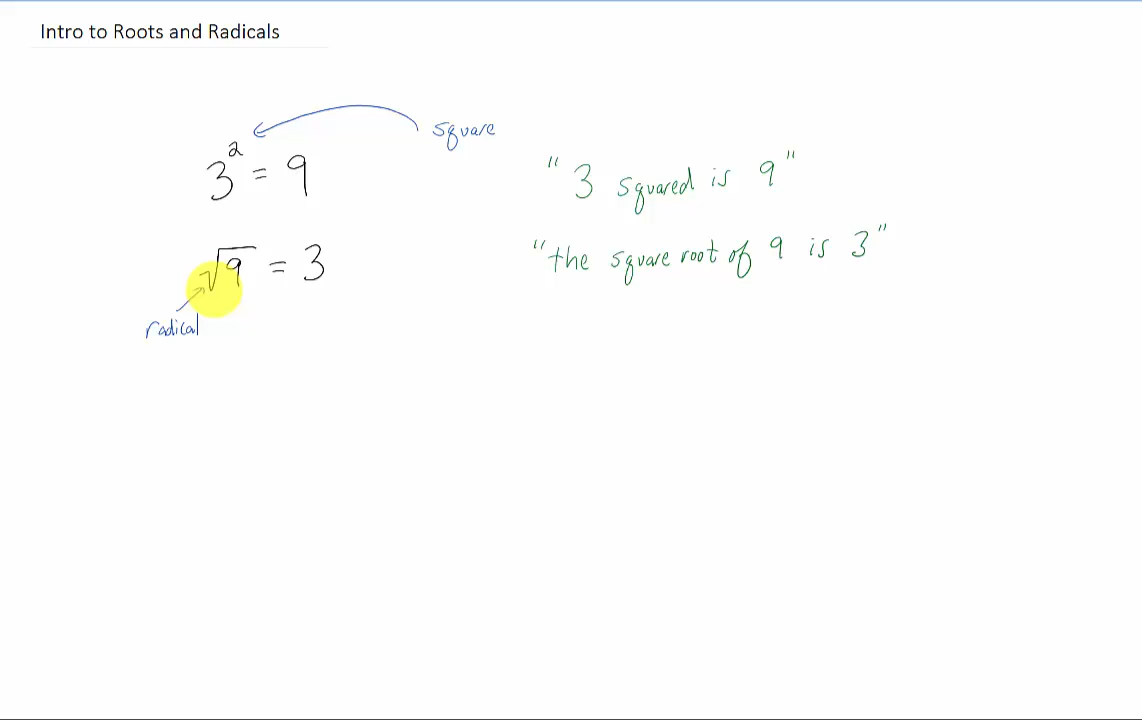 Intro to Roots and Radicals
square
3² = 9
"3 squared is 9"
√9 = 3
"the square root of 9 is 3"
radical